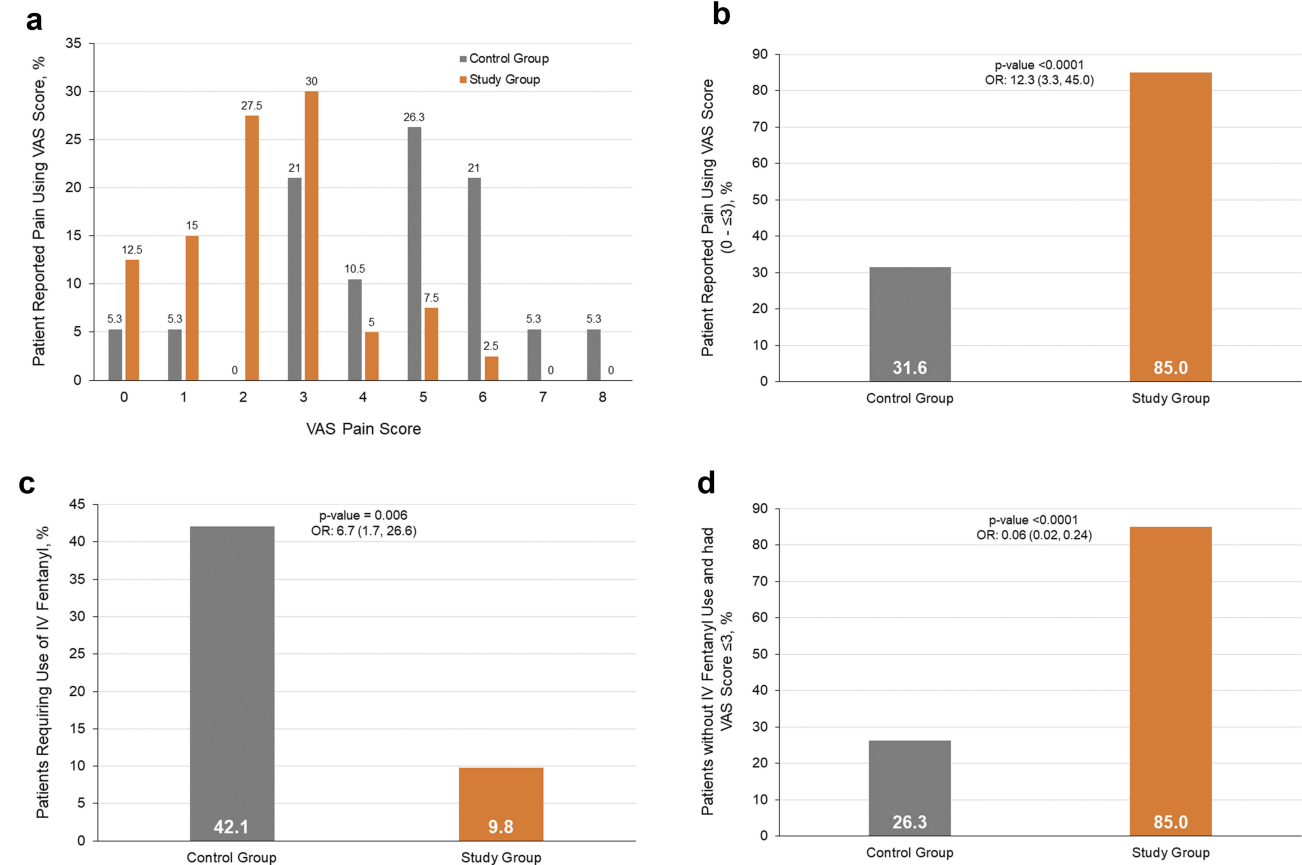 a
Patient Reported Pain Using VAS Score, %
35
30
25
20
15
10
5
0
Control Group
Study Group
5.3
12.5
5.3
15
0
27.5
21
30
10.5
5
26.3
7.5
21
2.5
5.3
0
5.3
0
0 1 2 3 4 5 6 7 8
VAS Pain Score
b
Patient Reported Pain Using VAS Score
(0 - ≤3), %
90
80
70
60
50
40
30
20
10
0
p-value <0.0001
OR: 12.3 (3.3, 45.0)
31.6
85.0
Control Group
Study Group
c
Patients Requiring Use of IV Fentanyl, %
45
40
35
30
25
20
15
10
5
0
p-value = 0.006
OR: 6.7 (1.7, 26.6)
42.1
9.8
Control Group
Study Group
d
Patients without IV Fentanyl Use and had
VAS Score ≤3, %
90
80
70
60
50
40
30
20
10
0
p-value <0.0001
OR: 0.06 (0.02, 0.24)
26.3
85.0
Control Group
Study Group